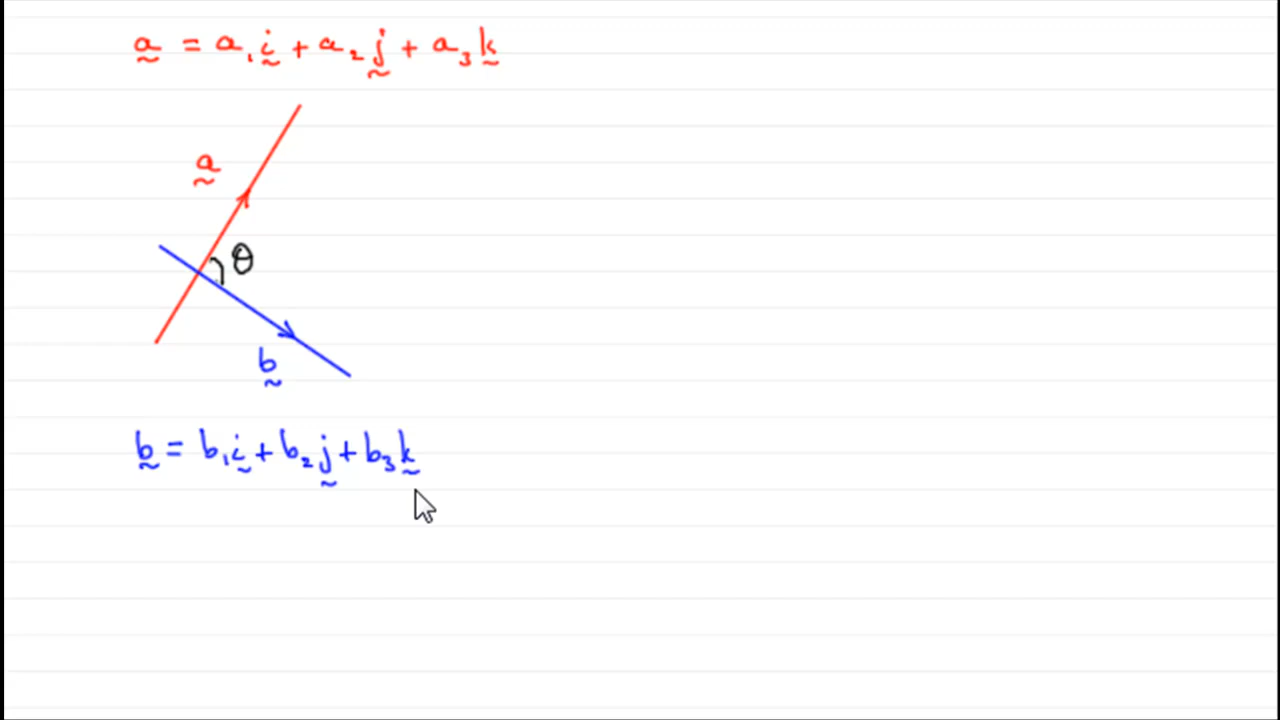 a = a₁i + a₂j + a₃k
a
θ
b
b = b₁i + b₂j + b₃k